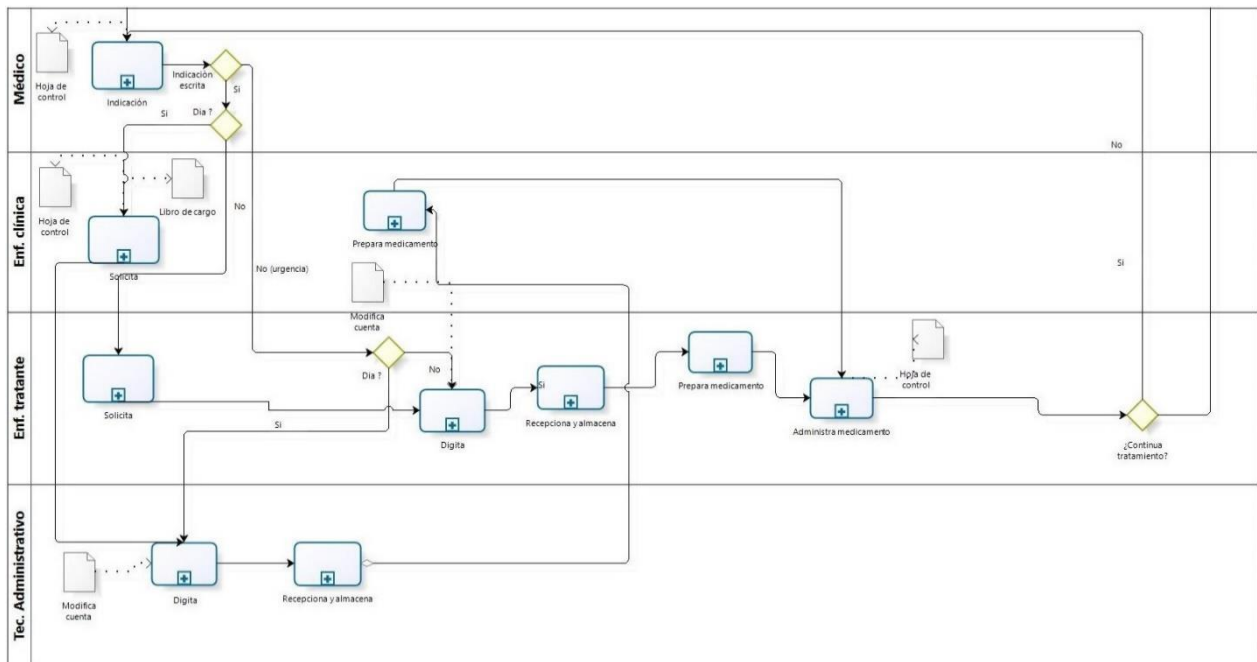 Médico
Hoja de
control
Indicación
Indicación
escrita
Si
Dia ?
Si
No
Enf. clínica
Hoja de
control
Libro de cargo
Solicita
No
No (urgencia)
Prepara medicamento
Modifica
cuenta
Si
Enf. tratante
Solicita
Dia ?
No
Si
Digita
Si
Recepciona y almacena
Prepara medicamento
Administra medicamento
Hoja de
control
¿Continua
tratamiento?
Tec. Administrativo
Modifica
cuenta
Digita
Recepciona y almacena